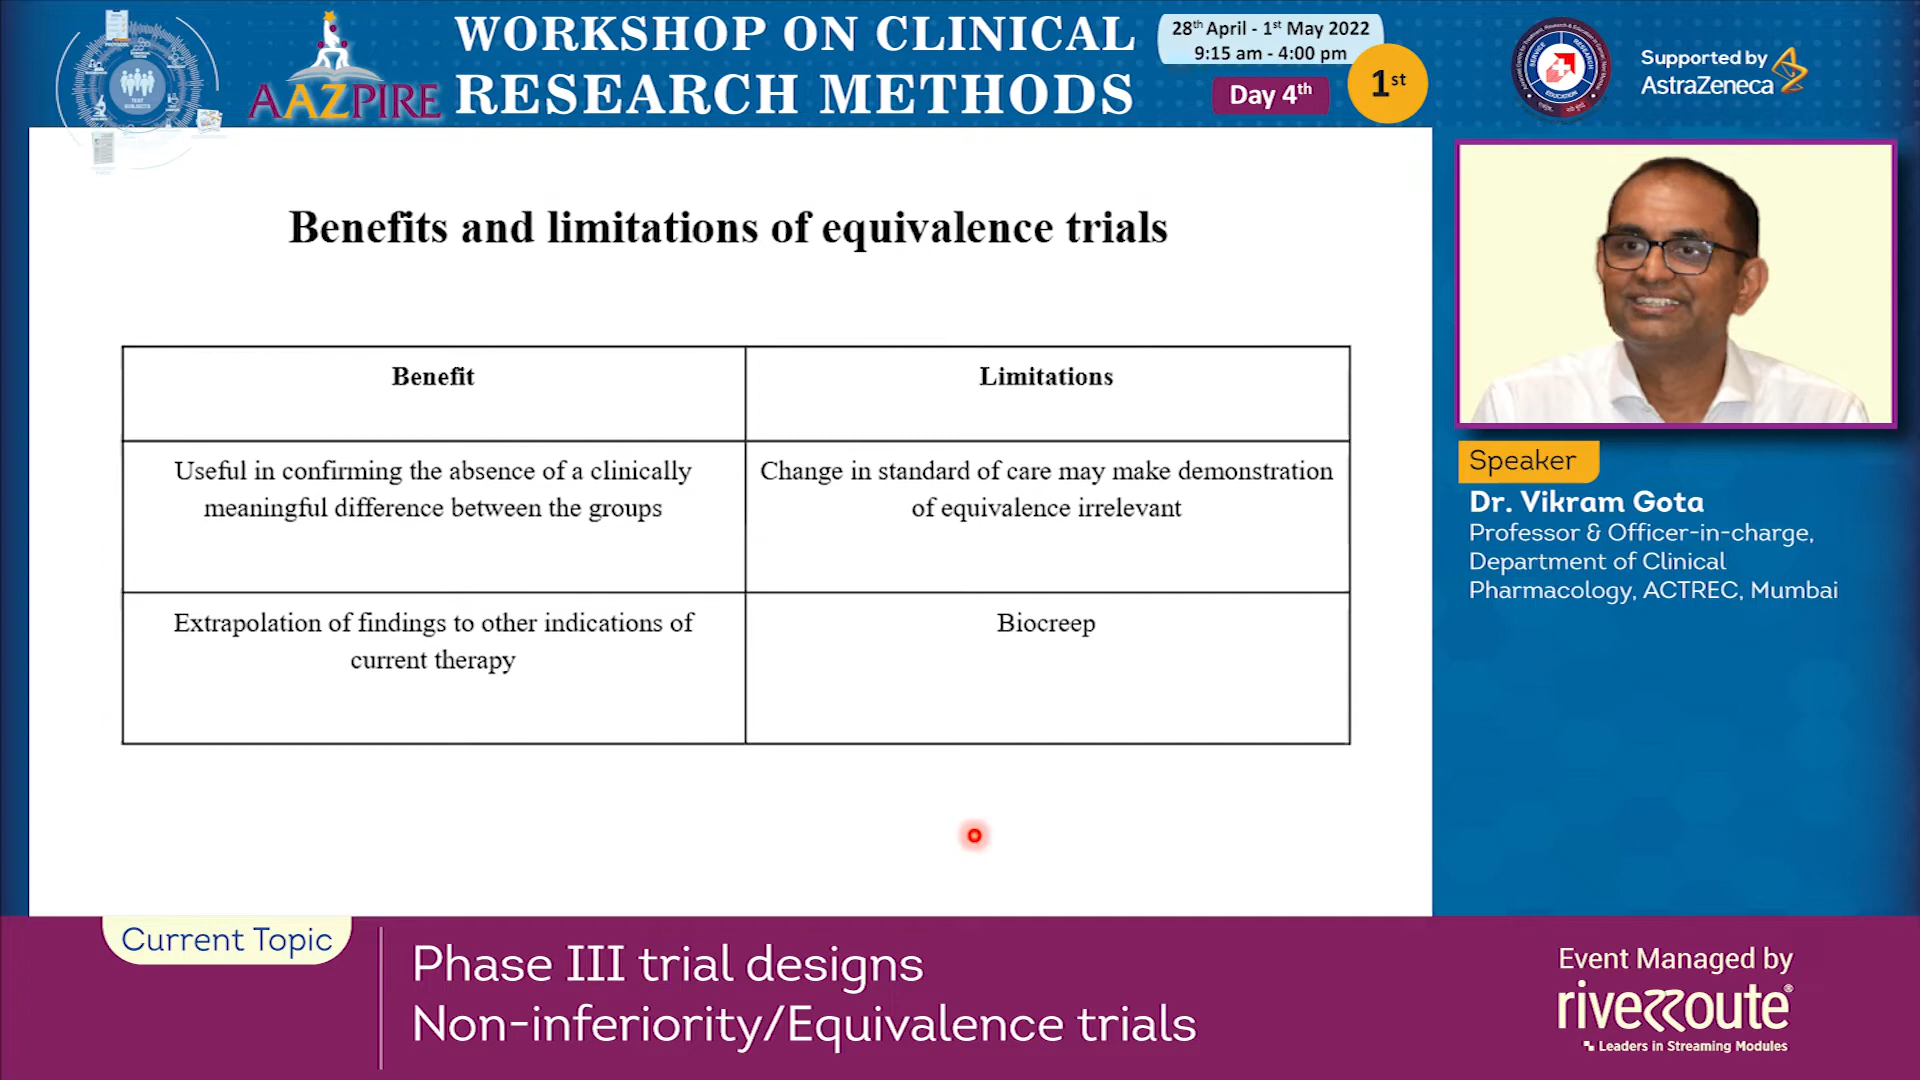 AAZPIRE
WORKSHOP ON CLINICAL
RESEARCH METHODS
28th April - 1st May 2022
9:15 am - 4:00 pm
Day 4th
1st
Supported by
AstraZeneca
TEST
SUBJECTS
SERVICE
RESEARCH
EDUCATION
Benefits and limitations of equivalence trials
Benefit
Limitations
Useful in confirming the absence of a clinically
meaningful difference between the groups
Change in standard of care may make demonstration
of equivalence irrelevant
Extrapolation of findings to other indications of
current therapy
Biocreep
Speaker
Dr. Vikram Gota
Professor & Officer-in-charge,
Department of Clinical
Pharmacology, ACTREC, Mumbai
Current Topic
Phase III trial designs
Non-inferiority/Equivalence trials
Event Managed by
riverroute®
Leaders in Streaming Modules